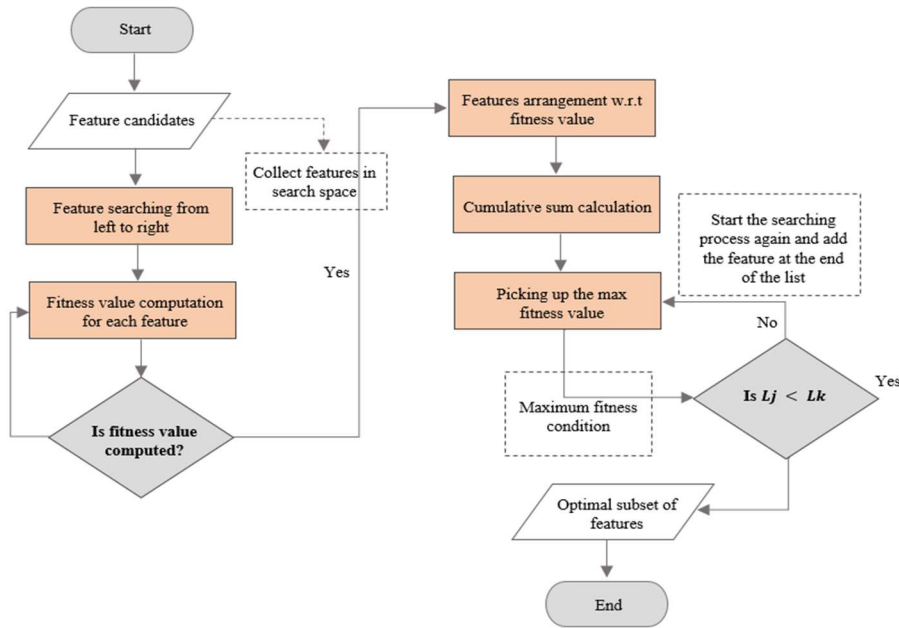 Start
Feature candidates
Collect features in
search space
Feature searching from
left to right
Fitness value computation
for each feature
Is fitness value
computed?
Yes
Features arrangement w.r.t
fitness value
Cumulative sum calculation
Picking up the max
fitness value
Start the searching
process again and add
the feature at the end
of the list
No
Maximum fitness
condition
Is Lj < Lk
Yes
Optimal subset of
features
End